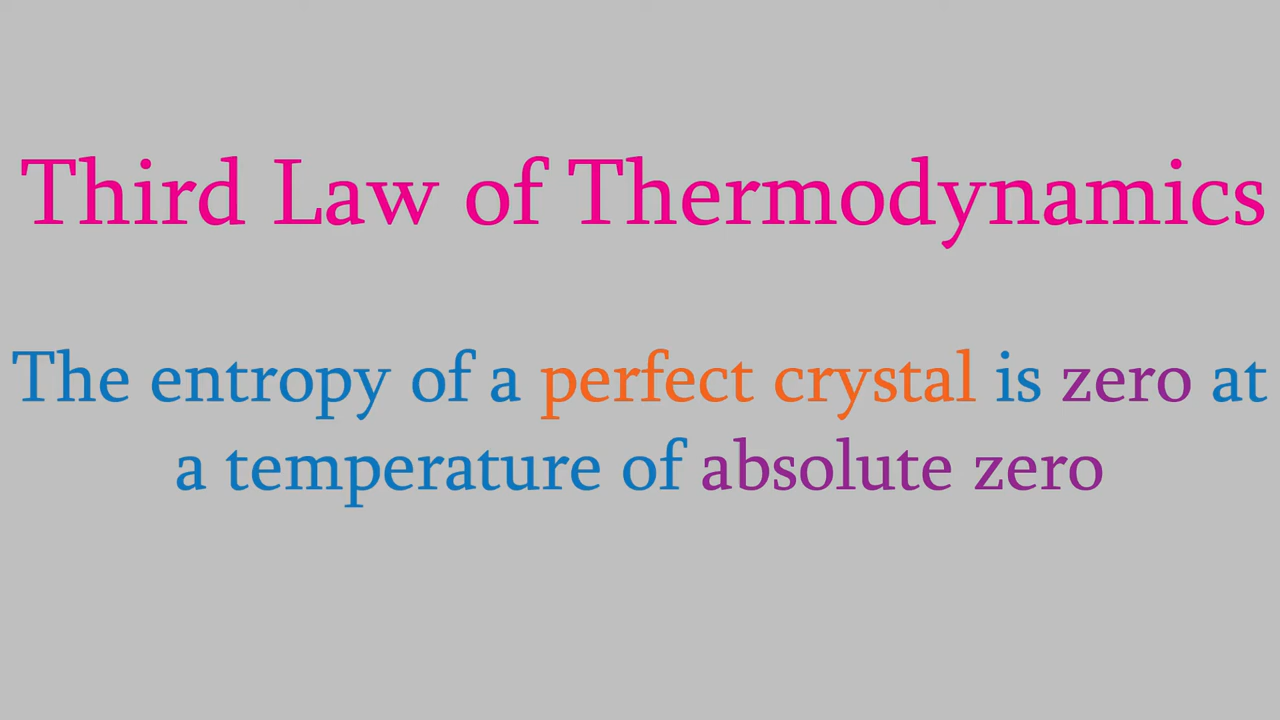 Third Law of Thermodynamics
The entropy of a perfect crystal is zero at
a temperature of absolute zero